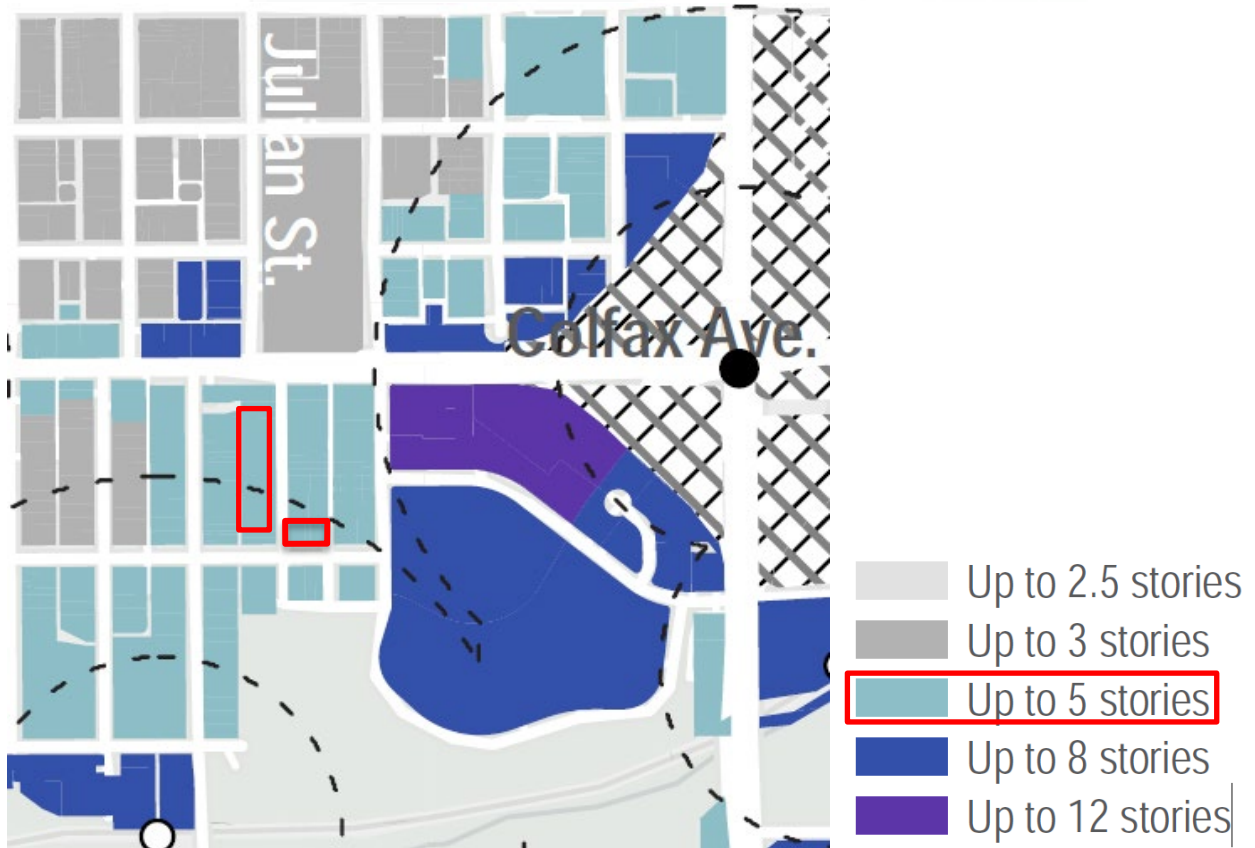 Julian St.
Colfax Ave.
Up to 2.5 stories
Up to 3 stories
Up to 5 stories
Up to 8 stories
Up to 12 stories